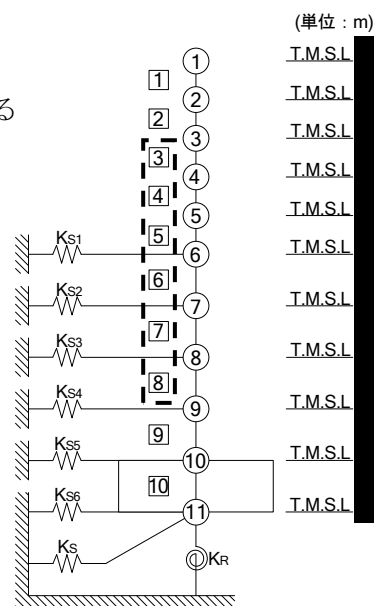 (単位：m)
る
① T.M.S.L
1
② T.M.S.L
2
③ T.M.S.L
3
④ T.M.S.L
4
⑤ T.M.S.L
5
KS1 ⑥ T.M.S.L
6
KS2 ⑦ T.M.S.L
7
KS3 ⑧ T.M.S.L
8
KS4 ⑨ T.M.S.L
9
KS5 ⑩ T.M.S.L
10
KS6 ⑪ T.M.S.L
KS KR